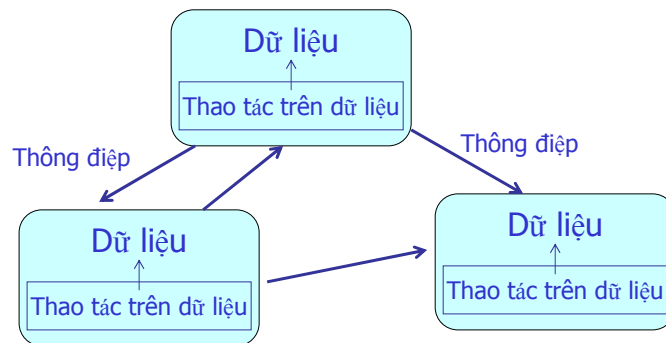 Dữ liệu
Thao tác trên dữ liệu
Thông điệp
Thông điệp
Dữ liệu
Thao tác trên dữ liệu
Dữ liệu
Thao tác trên dữ liệu